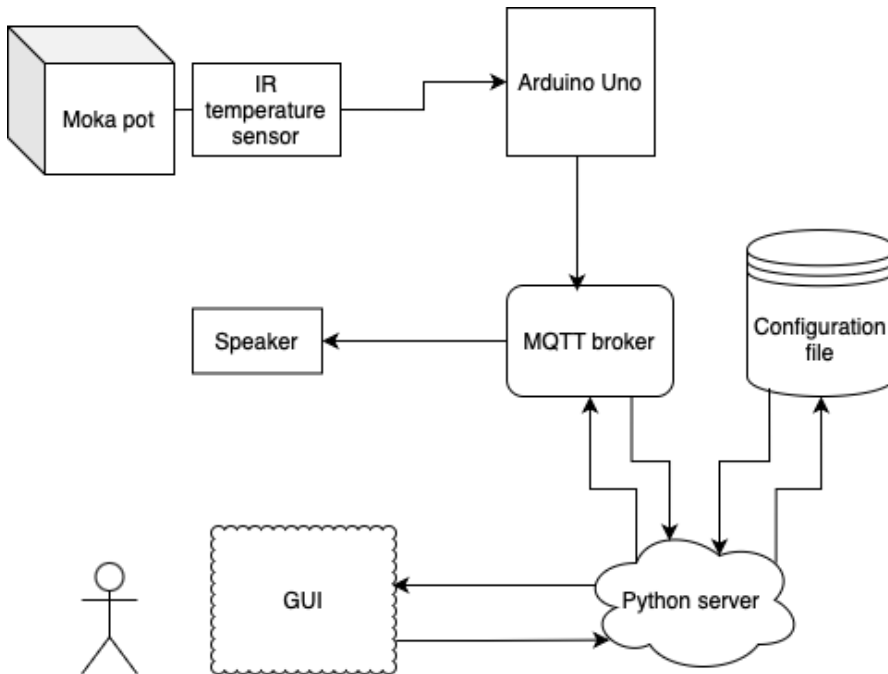 Moka pot
IR
temperature
sensor
Arduino Uno
Speaker
MQTT broker
Configuration
file
GUI
Python server